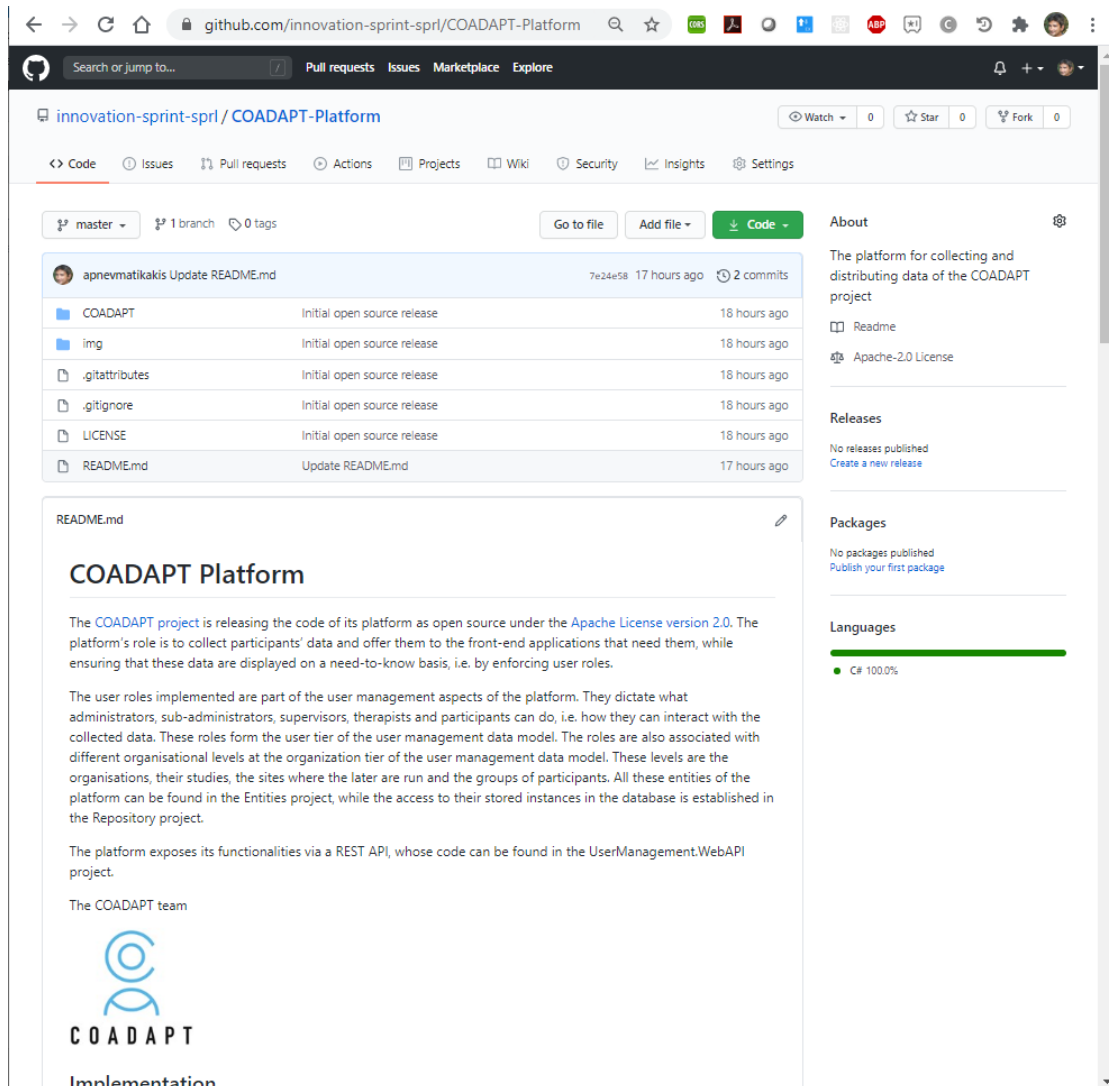 github.com/innovation-sprint-sprl/COADAPT-Platform
CORS
ABP
Search or jump to...
/
Pull requests Issues Marketplace Explore
innovation-sprint-sprl / COADAPT-Platform
Watch 0 Star 0 Fork 0
<> Code Issues Pull requests Actions Projects Wiki Security Insights Settings
master 1 branch 0 tags
Go to file Add file Code
apnevmatikakis Update README.md 7e24e58 17 hours ago 2 commits
COADAPT Initial open source release 18 hours ago
img Initial open source release 18 hours ago
.gitattributes Initial open source release 18 hours ago
.gitignore Initial open source release 18 hours ago
LICENSE Initial open source release 18 hours ago
README.md Update README.md 17 hours ago
About
The platform for collecting and
distributing data of the COADAPT
project
Readme
Apache-2.0 License
Releases
No releases published
Create a new release
Packages
No packages published
Publish your first package
Languages
C# 100.0%
README.md
COADAPT Platform
The COADAPT project is releasing the code of its platform as open source under the Apache License version 2.0. The
platform's role is to collect participants' data and offer them to the front-end applications that need them, while
ensuring that these data are displayed on a need-to-know basis, i.e. by enforcing user roles.
The user roles implemented are part of the user management aspects of the platform. They dictate what
administrators, sub-administrators, supervisors, therapists and participants can do, i.e. how they can interact with the
collected data. These roles form the user tier of the user management data model. The roles are also associated with
different organisational levels at the organization tier of the user management data model. These levels are the
organisations, their studies, the sites where the later are run and the groups of participants. All these entities of the
platform can be found in the Entities project, while the access to their stored instances in the database is established in
the Repository project.
The platform exposes its functionalities via a REST API, whose code can be found in the UserManagement.WebAPI
project.
The COADAPT team
COADAPT
Implementation